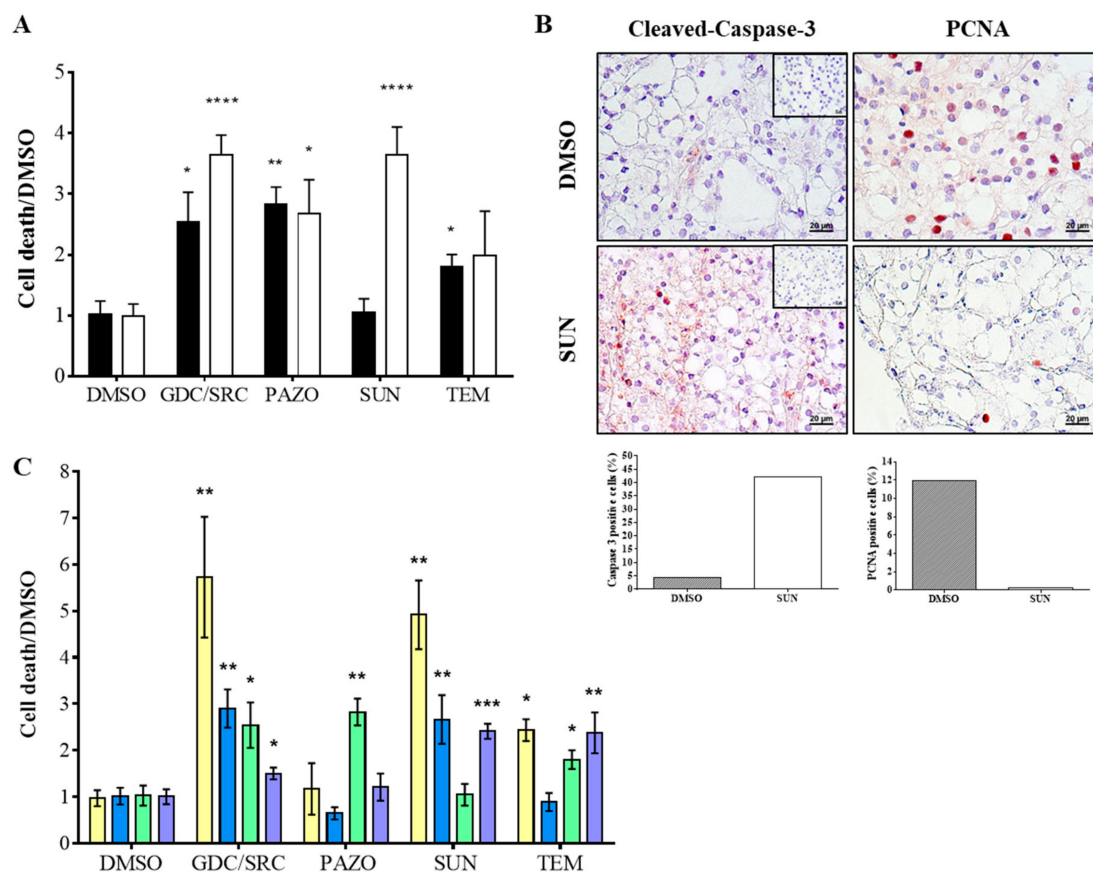 A
Cell death/DMSO
5
4
3
2
1
0
*
****
**
*
****
*
DMSO
GDC/SRC
PAZO
SUN
TEM
B
Cleaved-Caspase-3
PCNA
DMSO
20 µm
20 µm
SUN
20 µm
20 µm
Caspase 3 positive cells (%)
50
45
40
35
30
25
20
15
10
5
0
DMSO
SUN
PCNA positive cells (%)
14
12
10
8
6
4
2
0
DMSO
SUN
C
Cell death/DMSO
8
7
6
5
4
3
2
1
0
**
**
*
*
**
**
**
***
*
*
**
DMSO
GDC/SRC
PAZO
SUN
TEM